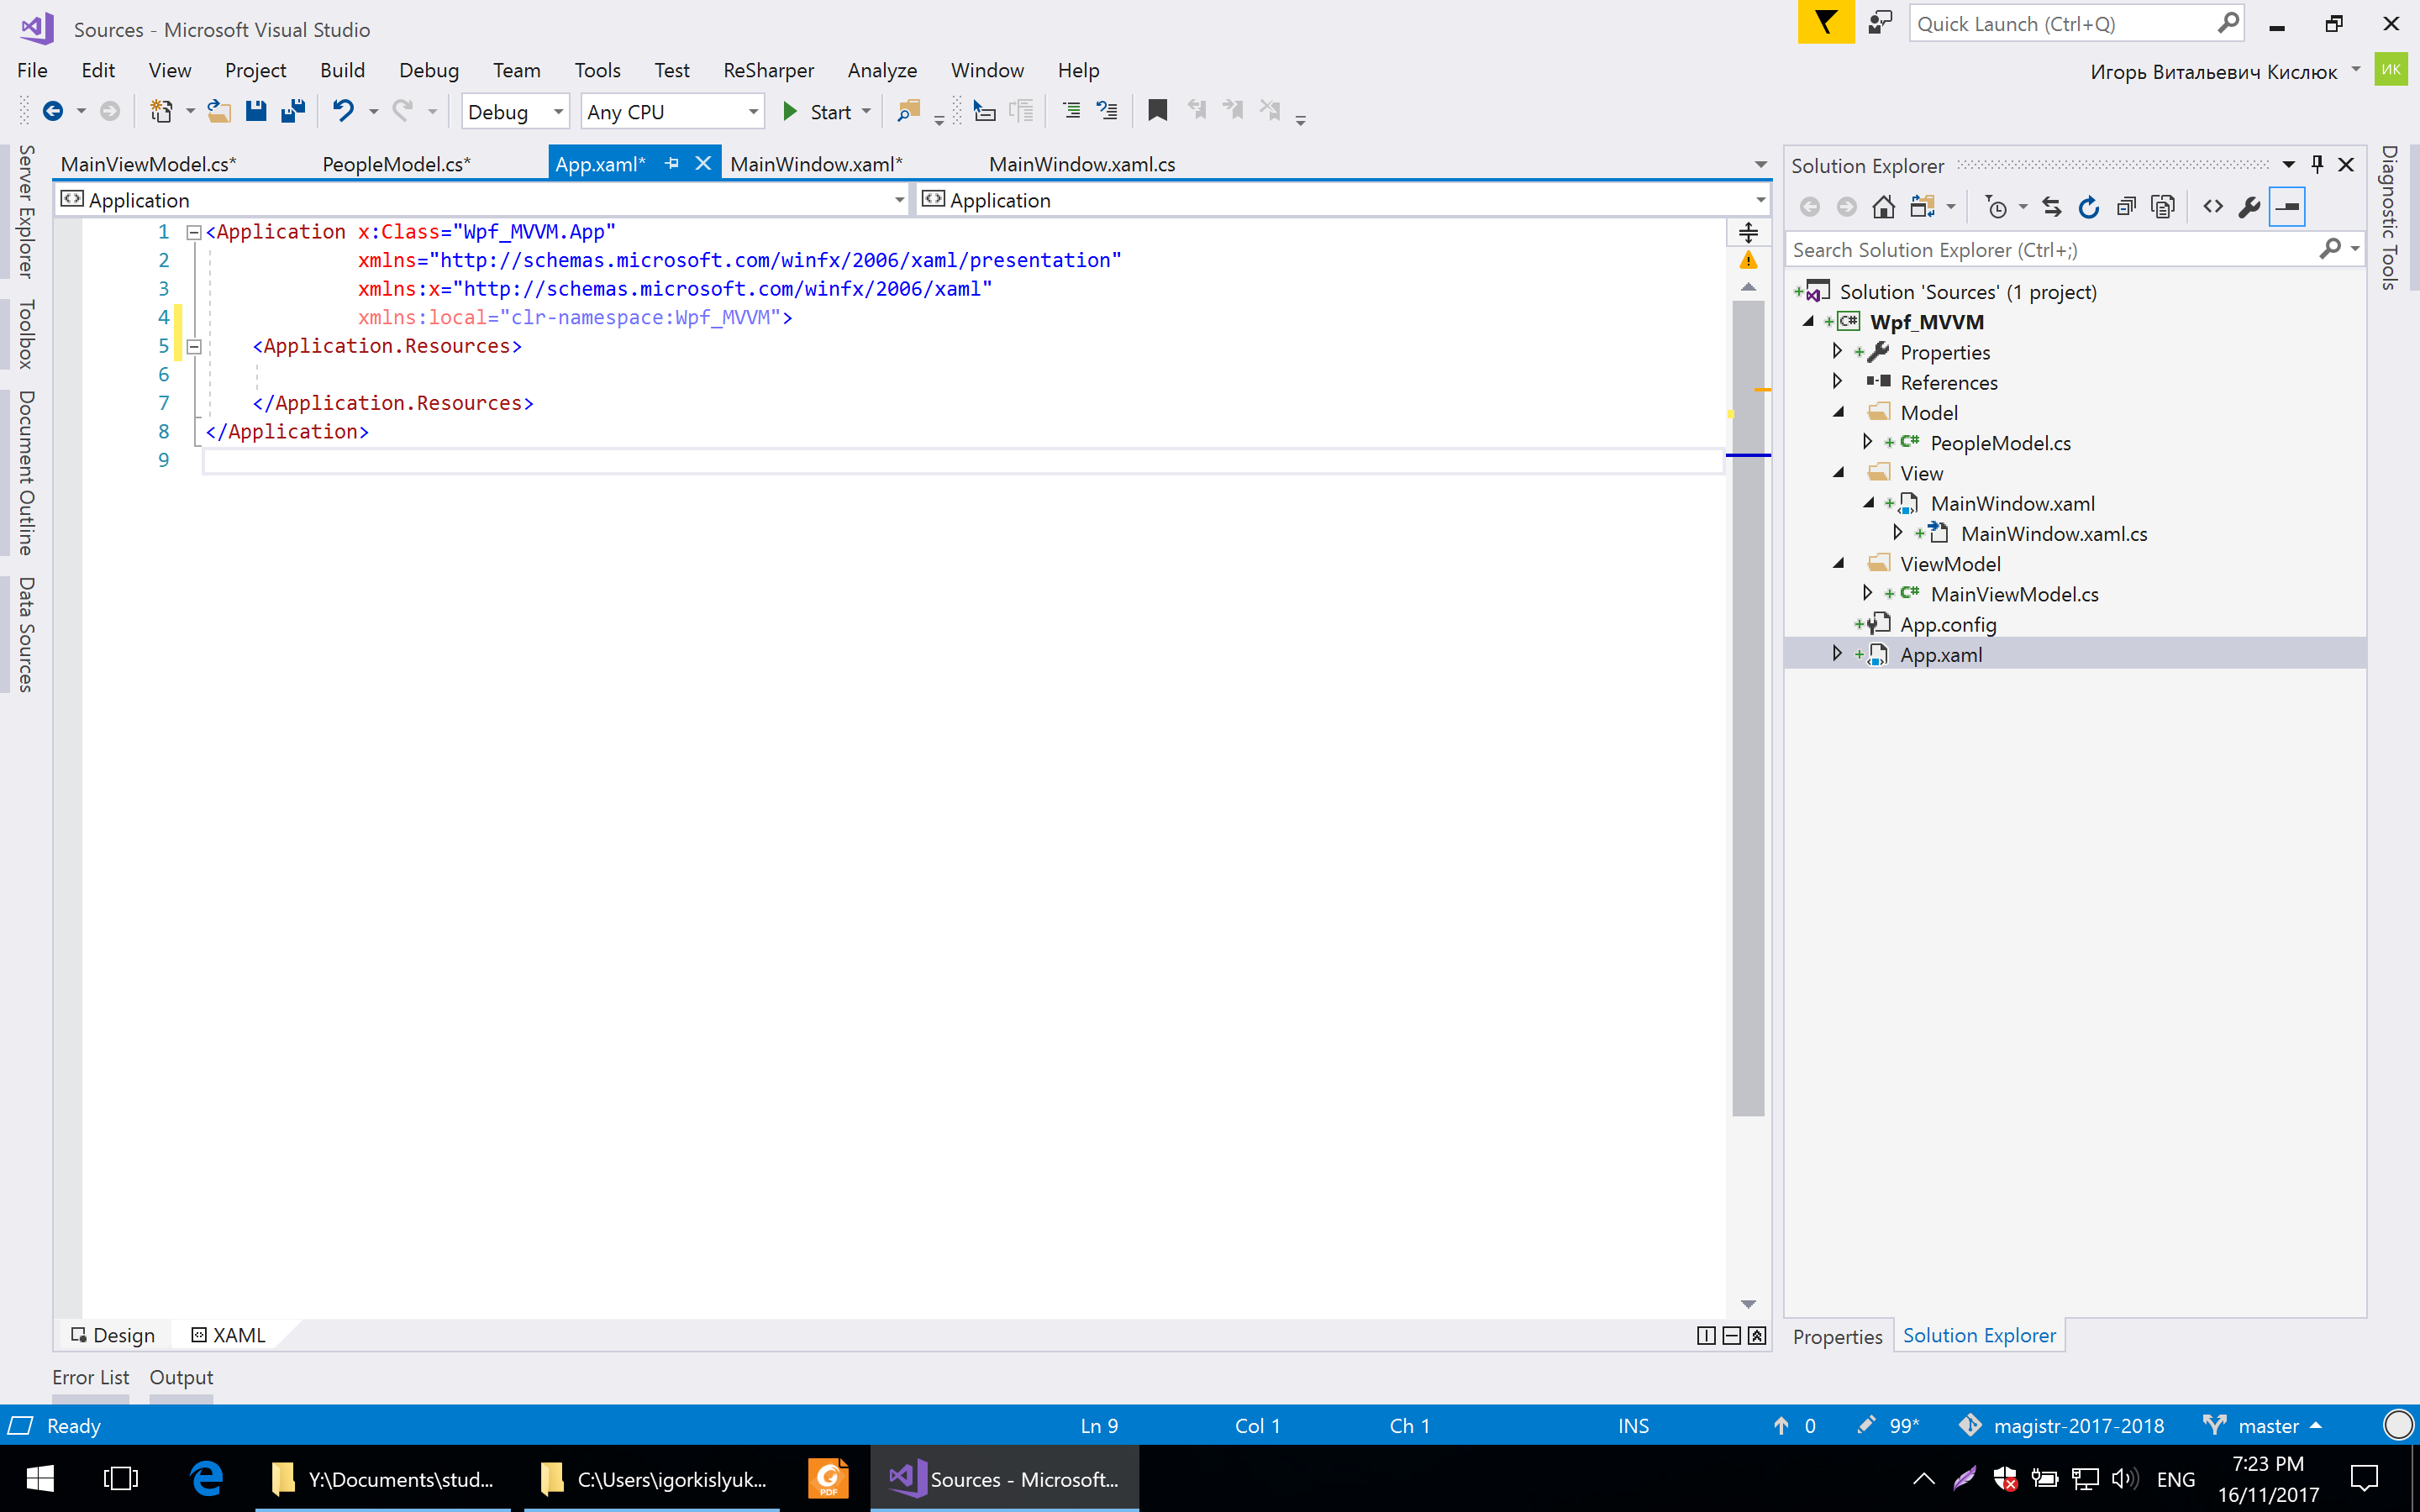 Sources - Microsoft Visual Studio
Quick Launch (Ctrl+Q)
File Edit View Project Build Debug Team Tools Test ReSharper Analyze Window Help
Игорь Витальевич Кислюк
ИК
Debug
Any CPU
Start
Server Explorer
Toolbox
Document Outline
Data Sources
MainViewModel.cs*
PeopleModel.cs*
App.xaml*
MainWindow.xaml*
MainWindow.xaml.cs
Application
Application
1 <Application x:Class="Wpf_MVVM.App"
2 xmlns="http://schemas.microsoft.com/winfx/2006/xaml/presentation"
3 xmlns:x="http://schemas.microsoft.com/winfx/2006/xaml"
4 xmlns:local="clr-namespace:Wpf_MVVM">
5 <Application.Resources>
6
7 </Application.Resources>
8 </Application>
9
Design
XAML
Solution Explorer
Search Solution Explorer (Ctrl+;)
Solution 'Sources' (1 project)
C# Wpf_MVVM
Properties
References
Model
C# PeopleModel.cs
View
MainWindow.xaml
MainWindow.xaml.cs
ViewModel
C# MainViewModel.cs
App.config
App.xaml
Properties
Solution Explorer
Diagnostic Tools
Error List Output
Ready
Ln 9
Col 1
Ch 1
INS
0
99*
magistr-2017-2018
master
Y:\Documents\stud...
C:\Users\igorkislyuk...
PDF
Sources - Microsoft...
ENG
7:23 PM
16/11/2017